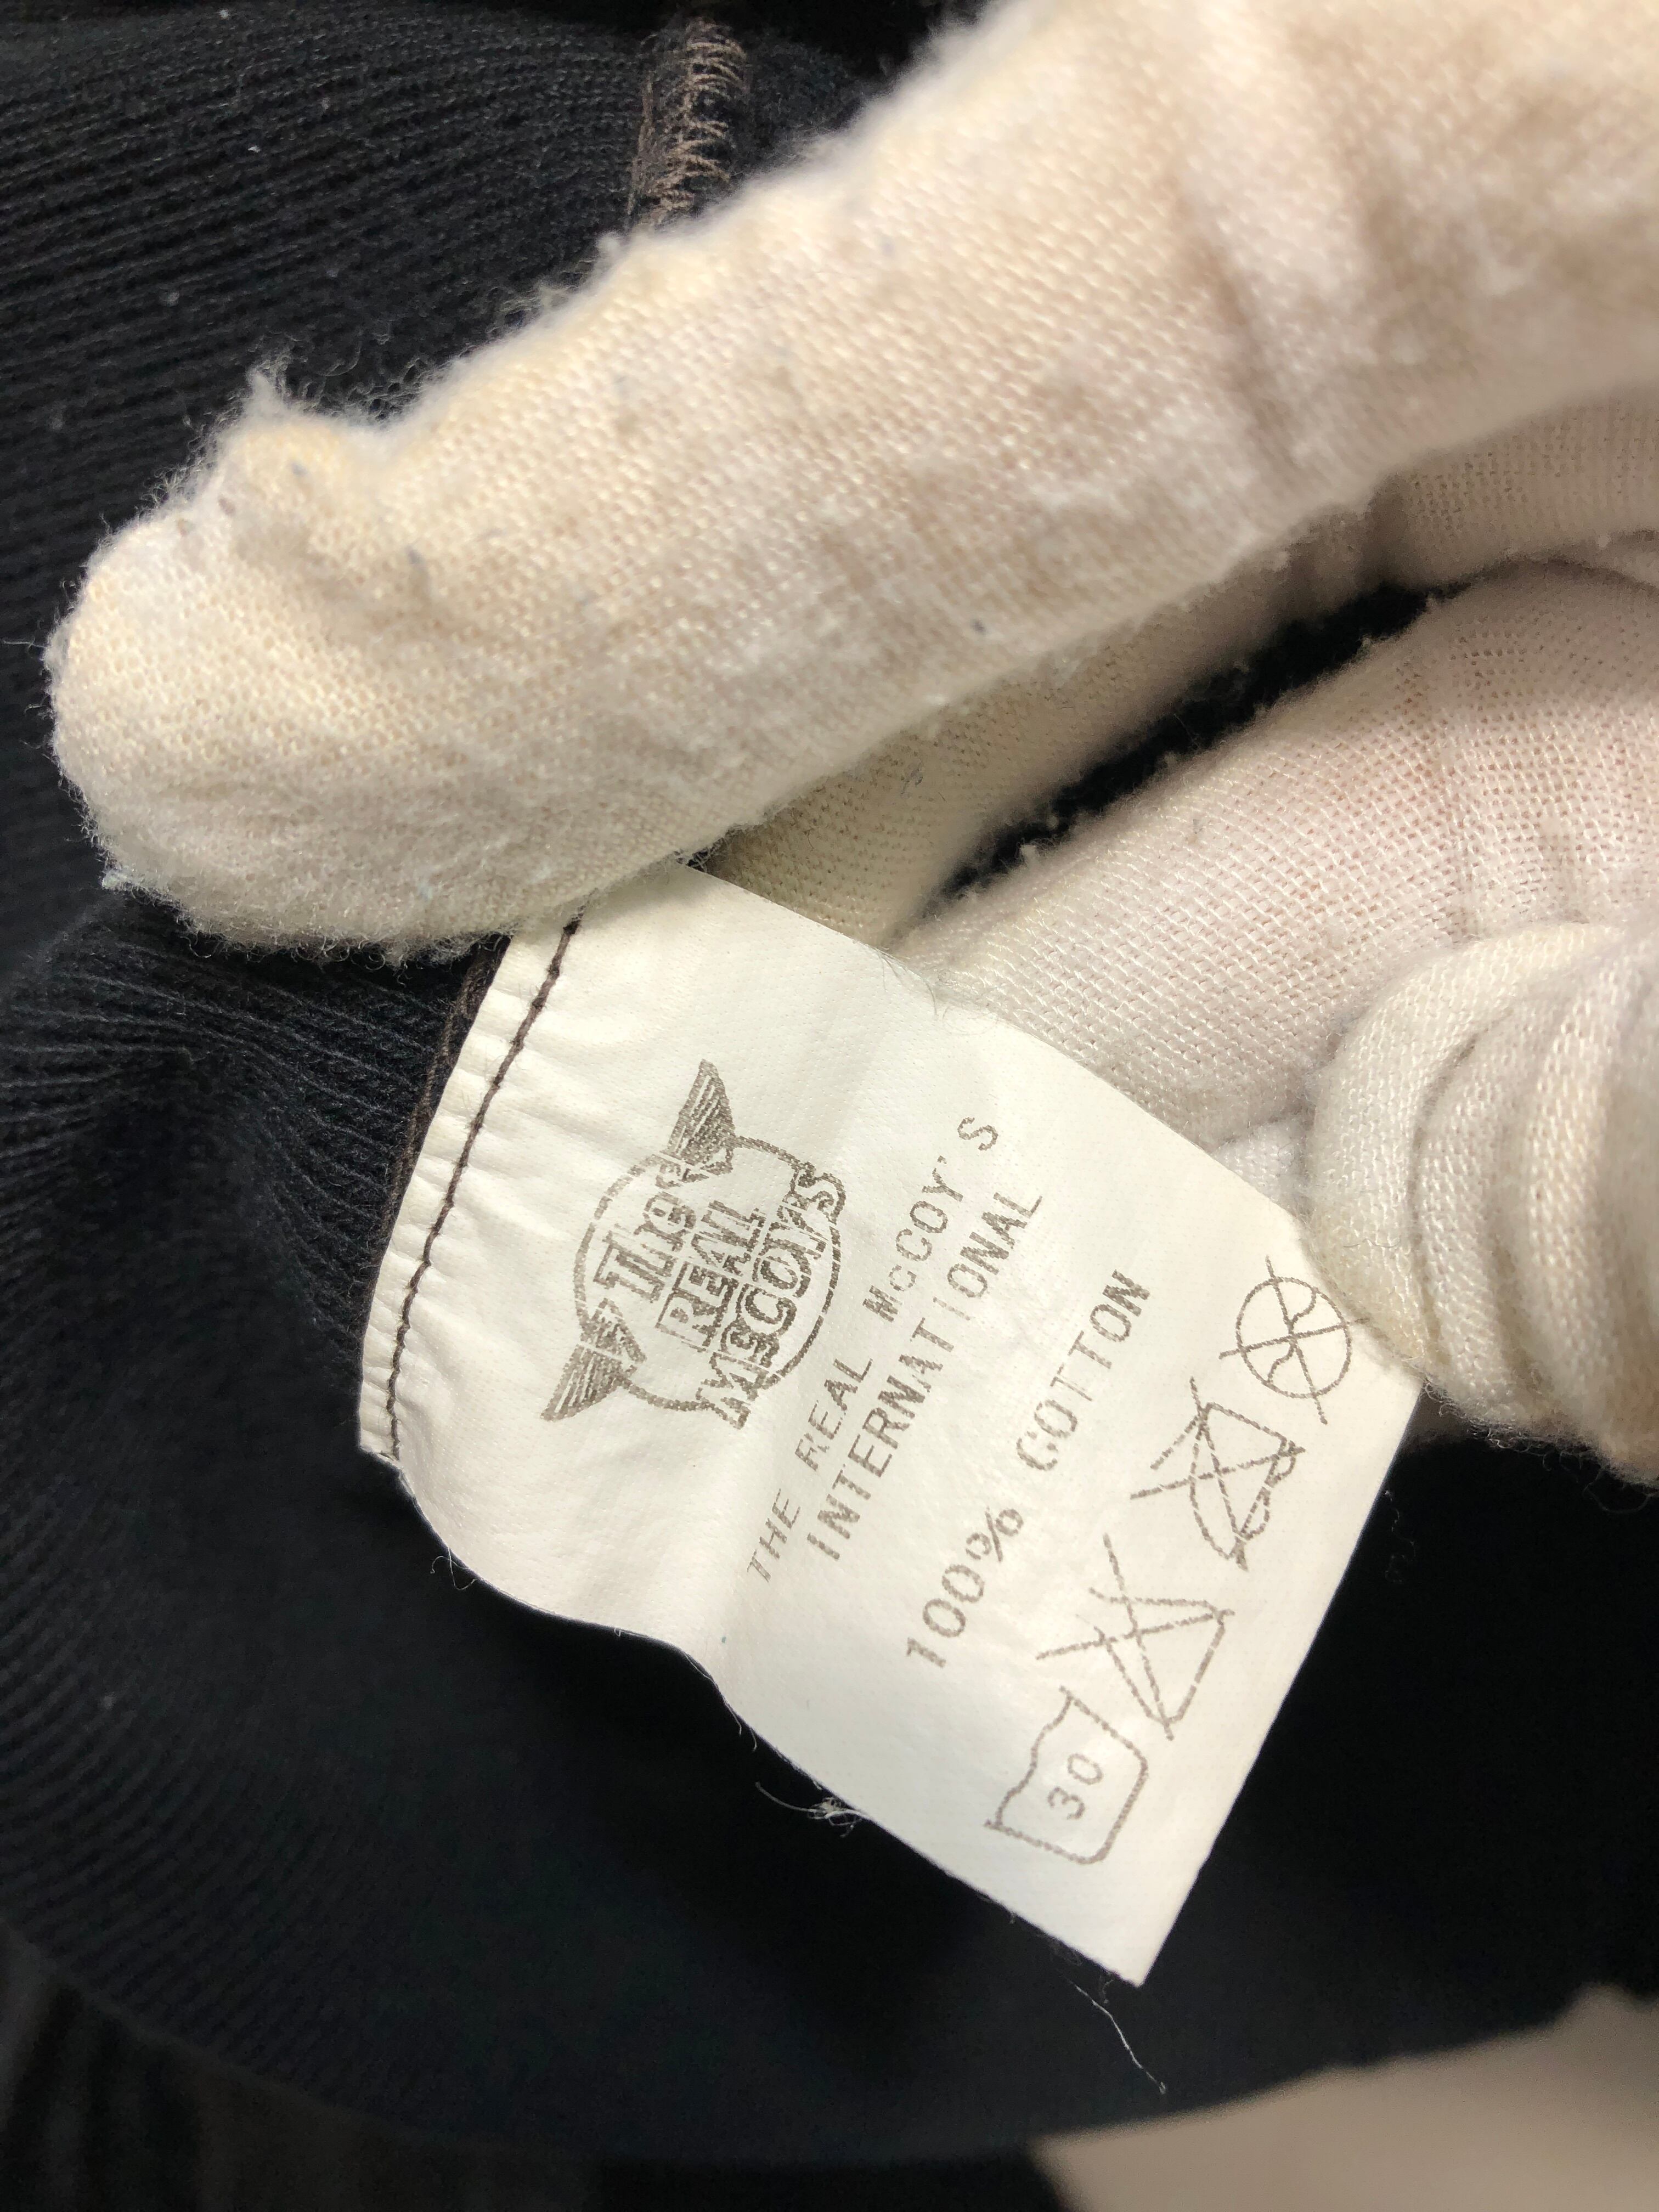 The
REAL
McCOY'S
THE REAL McCOY'S
INTERNATIONAL
100% COTTON
30